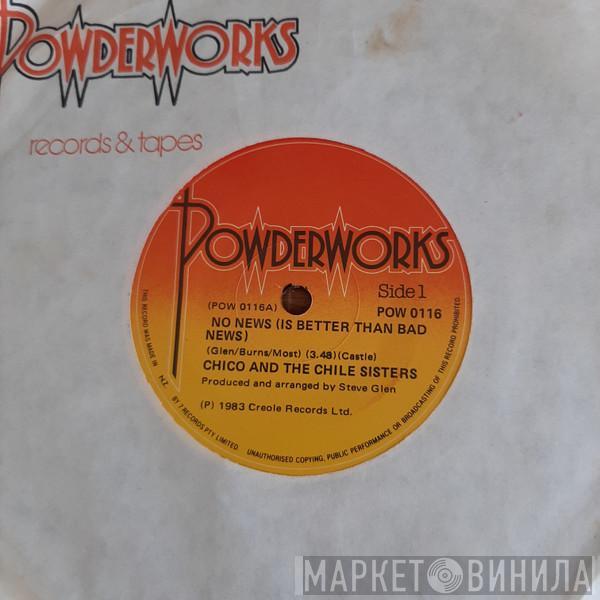 POWDERWORKS
records & tapes
POWDERWORKS
Side 1
(POW 0116A)
POW 0116
NO NEWS (IS BETTER THAN BAD
NEWS)
(Glen/Burns/Most) (3.48)(Castle)
CHICO AND THE CHILE SISTERS
Produced and arranged by Steve Glen
(P) 1983 Creole Records Ltd.
THIS RECORD WAS MADE IN N.Z. BY 7 RECORDS PTY LIMITED. UNAUTHORISED COPYING, PUBLIC PERFORMANCE OR BROADCASTING OF THIS RECORD PROHIBITED.
МАРКЕТ ВИНИЛА